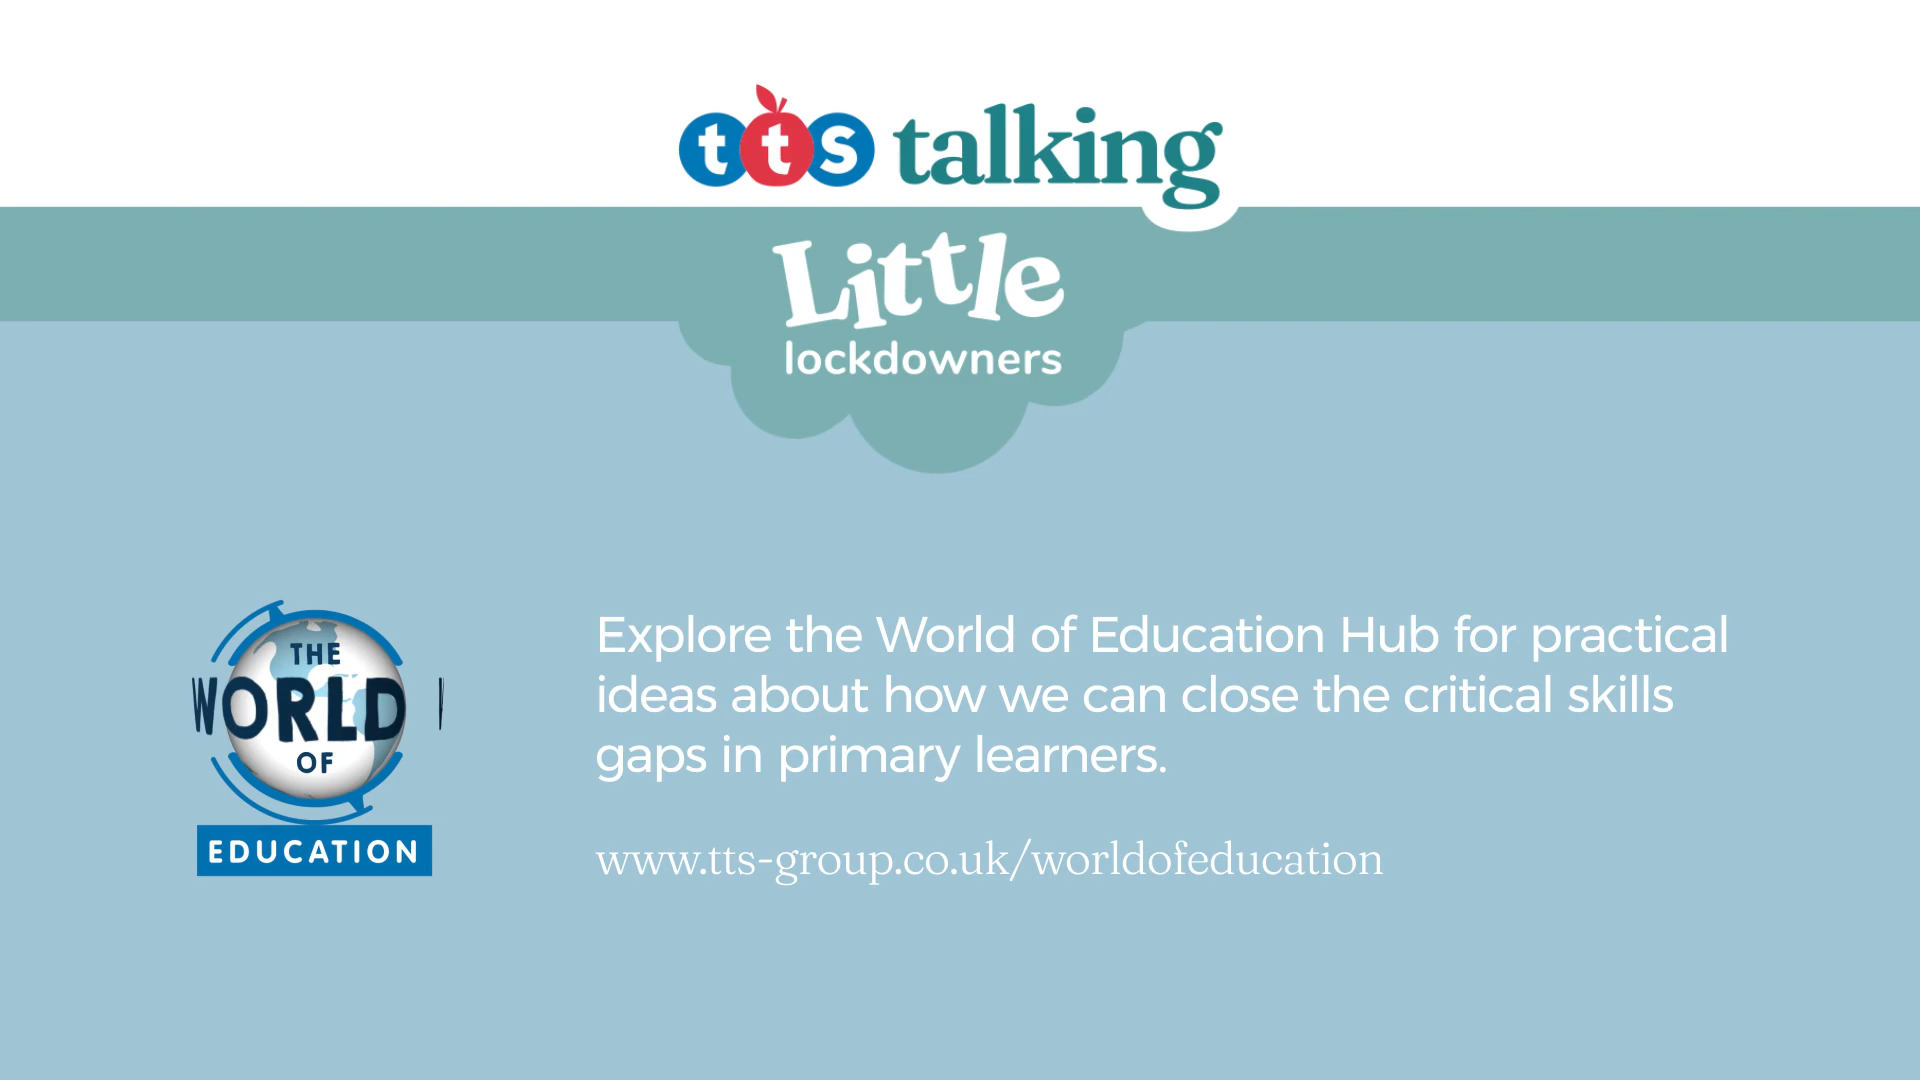 tts talking
Little
lockdowners
THE
WORLD
OF
EDUCATION
Explore the World of Education Hub for practical
ideas about how we can close the critical skills
gaps in primary learners.
www.tts-group.co.uk/worldofeducation